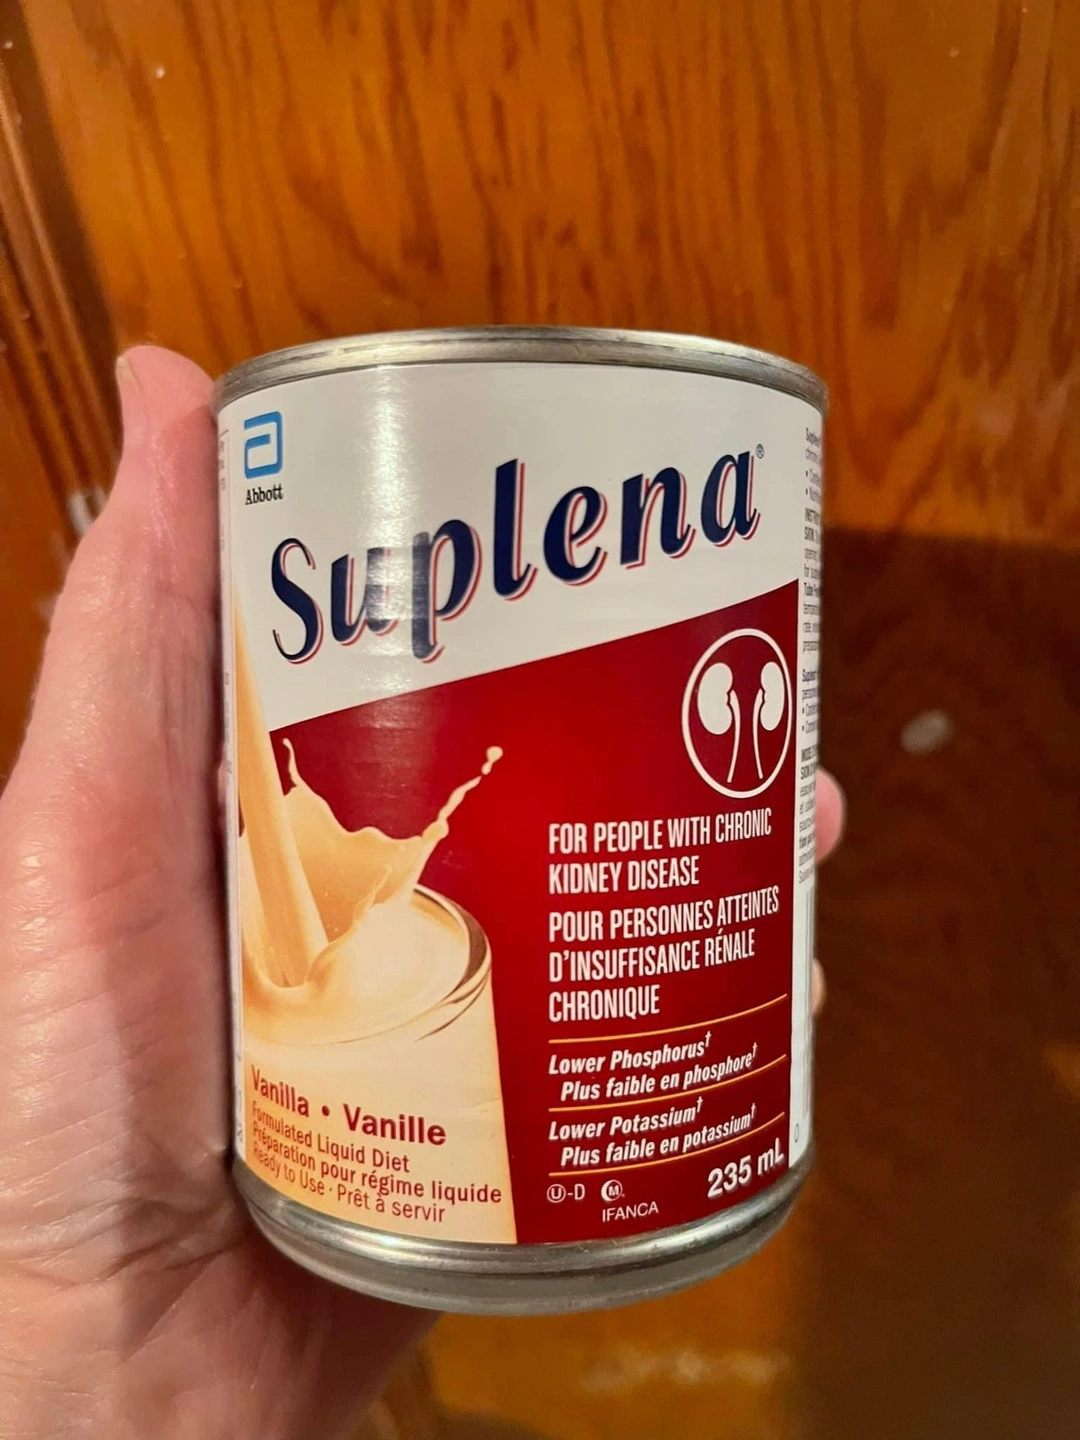 Abbott
Suplena®
FOR PEOPLE WITH CHRONIC
KIDNEY DISEASE
POUR PERSONNES ATTEINTES
D'INSUFFISANCE RÉNALE
CHRONIQUE
Lower Phosphorus†
Plus faible en phosphore†
Lower Potassium†
Plus faible en potassium†
Vanilla • Vanille
Formulated Liquid Diet
Préparation pour régime liquide
Ready to Use · Prêt à servir
U-D
M
IFANCA
235 mL